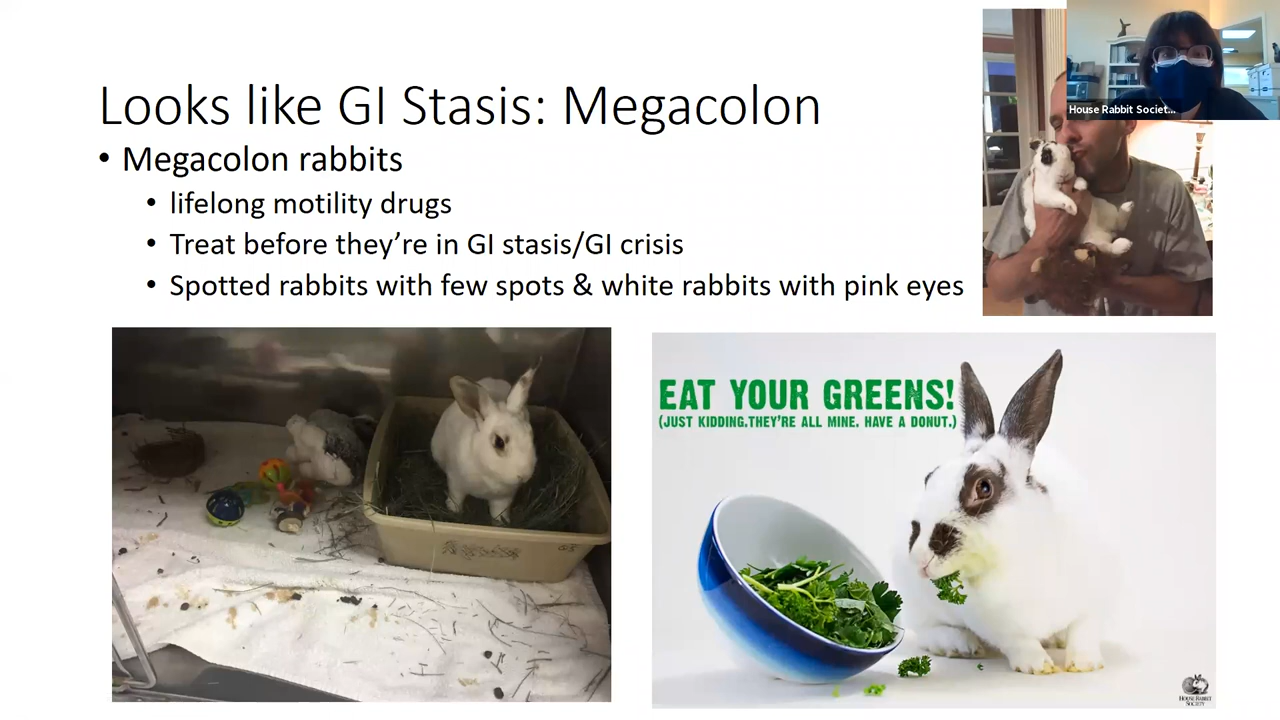 House Rabbit Societ...
Looks like GI Stasis: Megacolon
• Megacolon rabbits
• lifelong motility drugs
• Treat before they’re in GI stasis/GI crisis
• Spotted rabbits with few spots & white rabbits with pink eyes
EAT YOUR GREENS!
(JUST KIDDING.THEY'RE ALL MINE. HAVE A DONUT.)
HOUSE RABBIT
SOCIETY